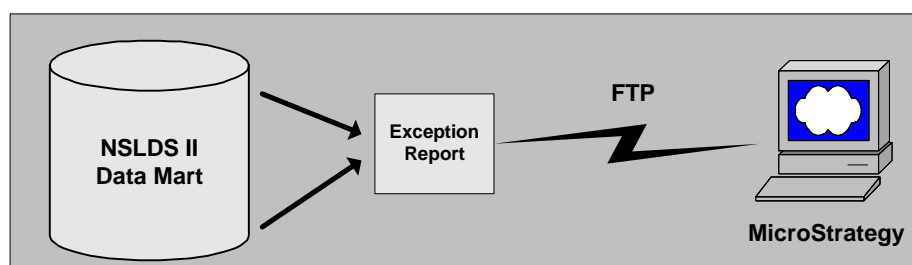 NSLDS II
Data Mart
Exception
Report
FTP
MicroStrategy